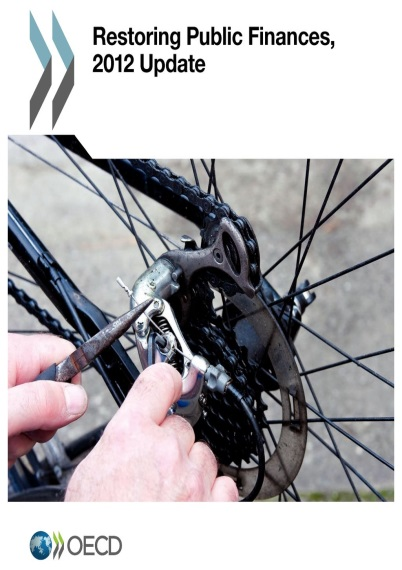 Restoring Public Finances,
2012 Update
OECD